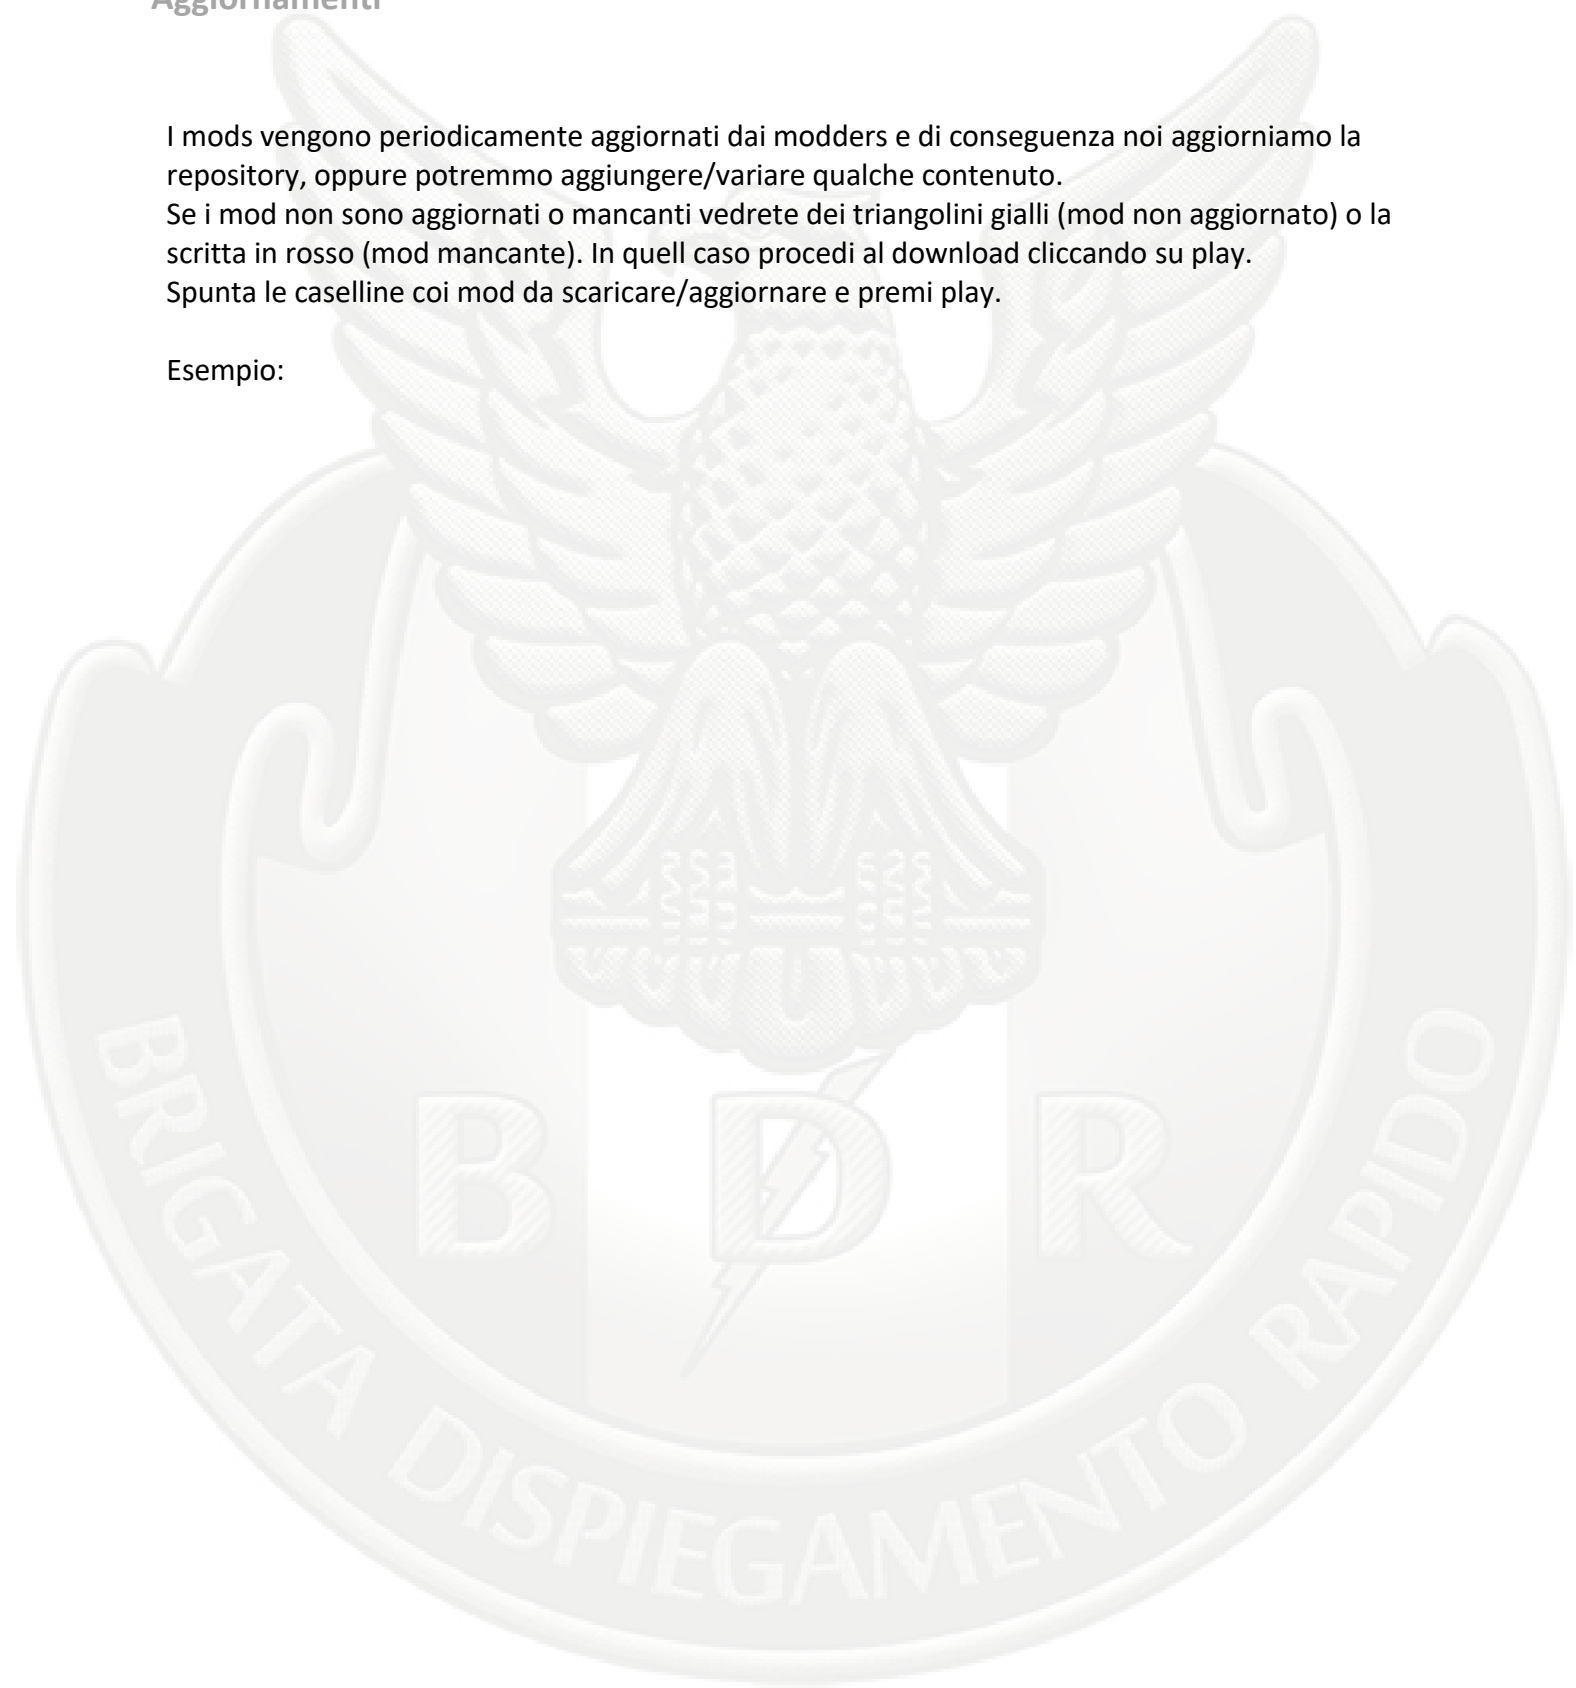 Aggiornamenti
I mods vengono periodicamente aggiornati dai modders e di conseguenza noi aggiorniamo la
repository, oppure potremmo aggiungere/variare qualche contenuto.
Se i mod non sono aggiornati o mancanti vedrete dei triangolini gialli (mod non aggiornato) o la
scritta in rosso (mod mancante). In quell caso procedi al download cliccando su play.
Spunta le caselline coi mod da scaricare/aggiornare e premi play.
Esempio:
B D R
BRIGATA DISPIEGAMENTO RAPIDO